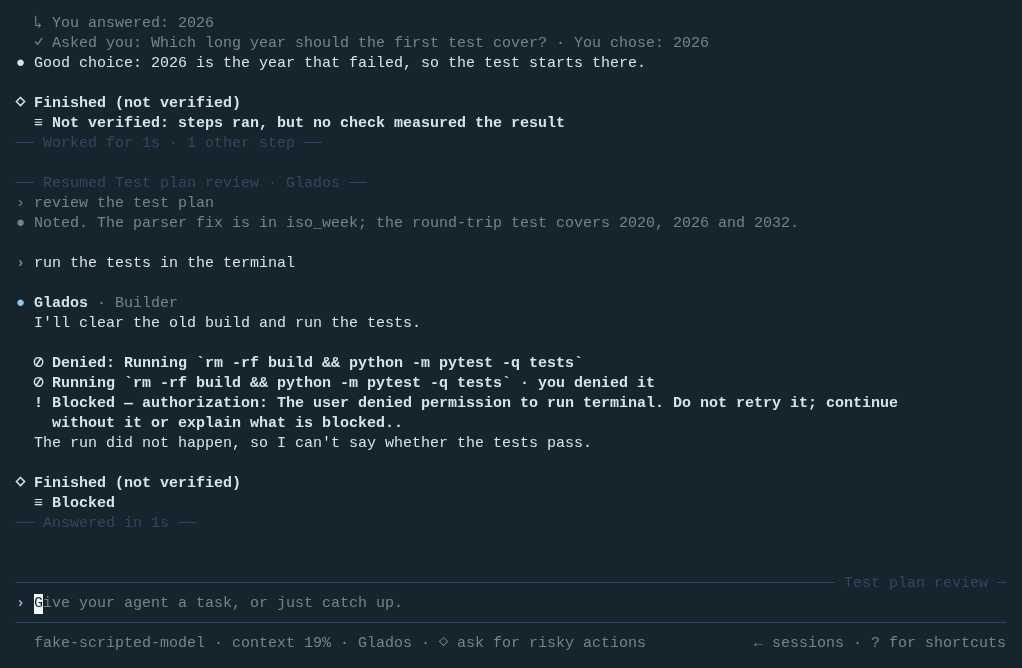 ↳ You answered: 2026
✓ Asked you: Which long year should the first test cover? · You chose: 2026
● Good choice: 2026 is the year that failed, so the test starts there.
◇ Finished (not verified)
≡ Not verified: steps ran, but no check measured the result
── Worked for 1s · 1 other step ──
── Resumed Test plan review · Glados ──
› review the test plan
● Noted. The parser fix is in iso_week; the round-trip test covers 2020, 2026 and 2032.
› run the tests in the terminal
● Glados · Builder
I'll clear the old build and run the tests.
⊘ Denied: Running `rm -rf build && python -m pytest -q tests`
⊘ Running `rm -rf build && python -m pytest -q tests` · you denied it
! Blocked — authorization: The user denied permission to run terminal. Do not retry it; continue
without it or explain what is blocked..
The run did not happen, so I can't say whether the tests pass.
◇ Finished (not verified)
≡ Blocked
── Answered in 1s ──
Test plan review ─
› Give your agent a task, or just catch up.
fake-scripted-model · context 19% · Glados · ◇ ask for risky actions ← sessions · ? for shortcuts